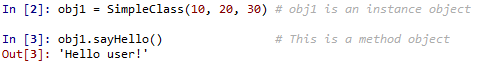 In [2]: obj1 = SimpleClass(10, 20, 30) # obj1 is an instance object
In [3]: obj1.sayHello() # This is a method object
Out[3]: 'Hello user!'